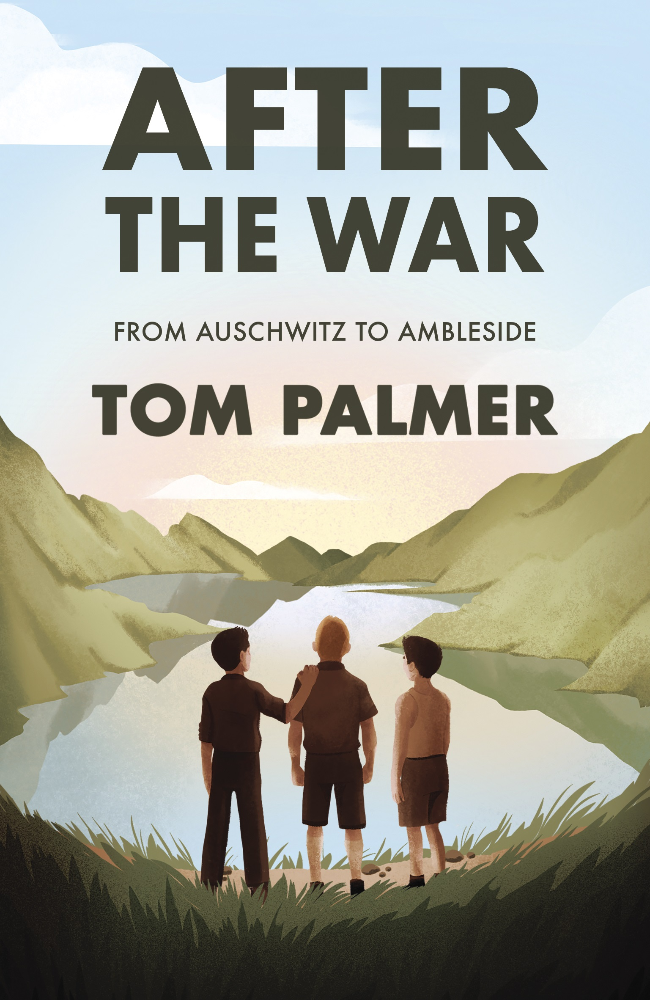 AFTER
THE WAR
FROM AUSCHWITZ TO AMBLESIDE
TOM PALMER